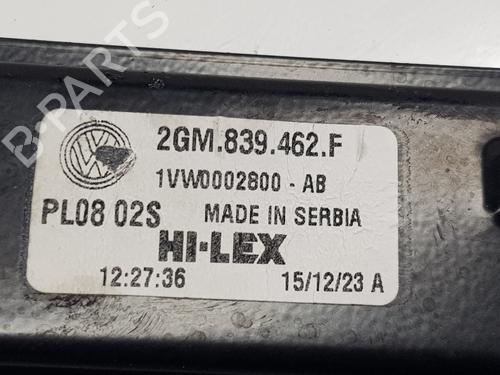 2GM.839.462.F
1VW0002800 - AB
PL08 02S MADE IN SERBIA
HI-LEX
12:27:36 15/12/23 A
B-PARTS